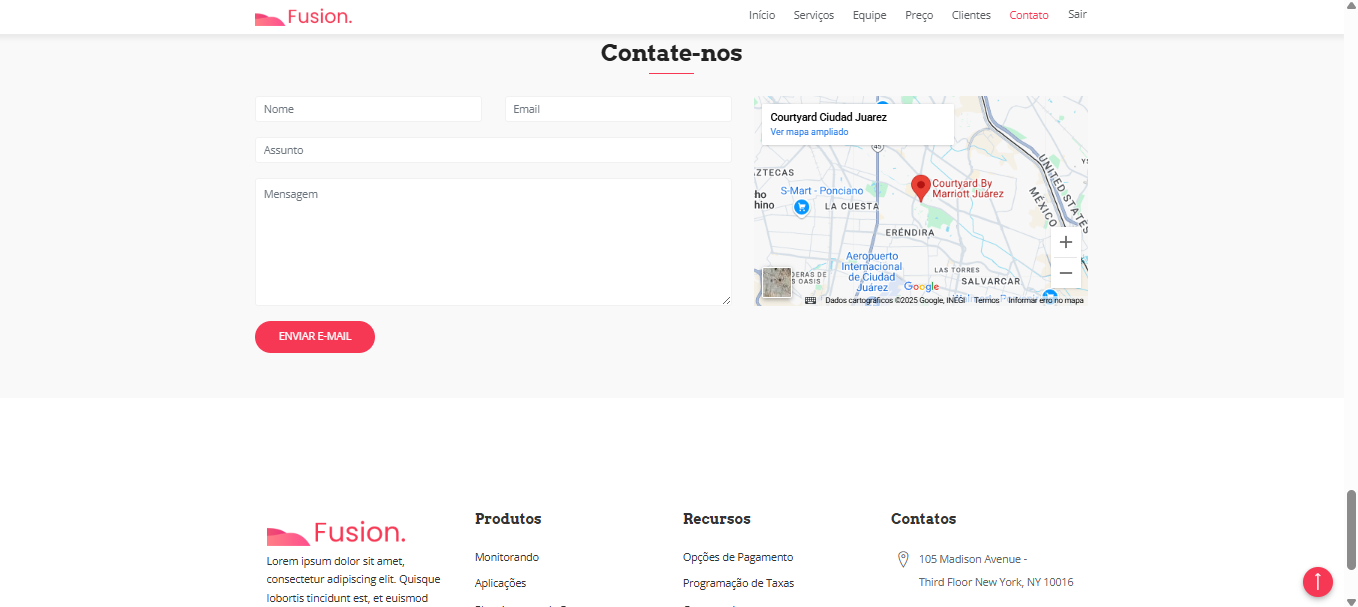 Fusion.
Início Serviços Equipe Preço Clientes Contato Sair
Contate-nos
Nome
Email
Assunto
Mensagem
ENVIAR E-MAIL
Courtyard Ciudad Juarez
Ver mapa ampliado
45
AZTECAS
S-Mart - Ponciano
LA CUESTA
Courtyard By
Marriott Juárez
UNITED STATES
MÉXICO
ERÉNDIRA
Aeropuerto
Internacional
de Ciudad
Juárez
LAS TORRES
SALVARCAR
Google
Dados cartográficos ©2025 Google, INEGI Termos Informar erro no mapa
Fusion.
Lorem ipsum dolor sit amet,
consectetur adipiscing elit. Quisque
lobortis tincidunt est, et euismod
Produtos
Monitorando
Aplicações
Recursos
Opções de Pagamento
Programação de Taxas
Contatos
105 Madison Avenue -
Third Floor New York, NY 10016